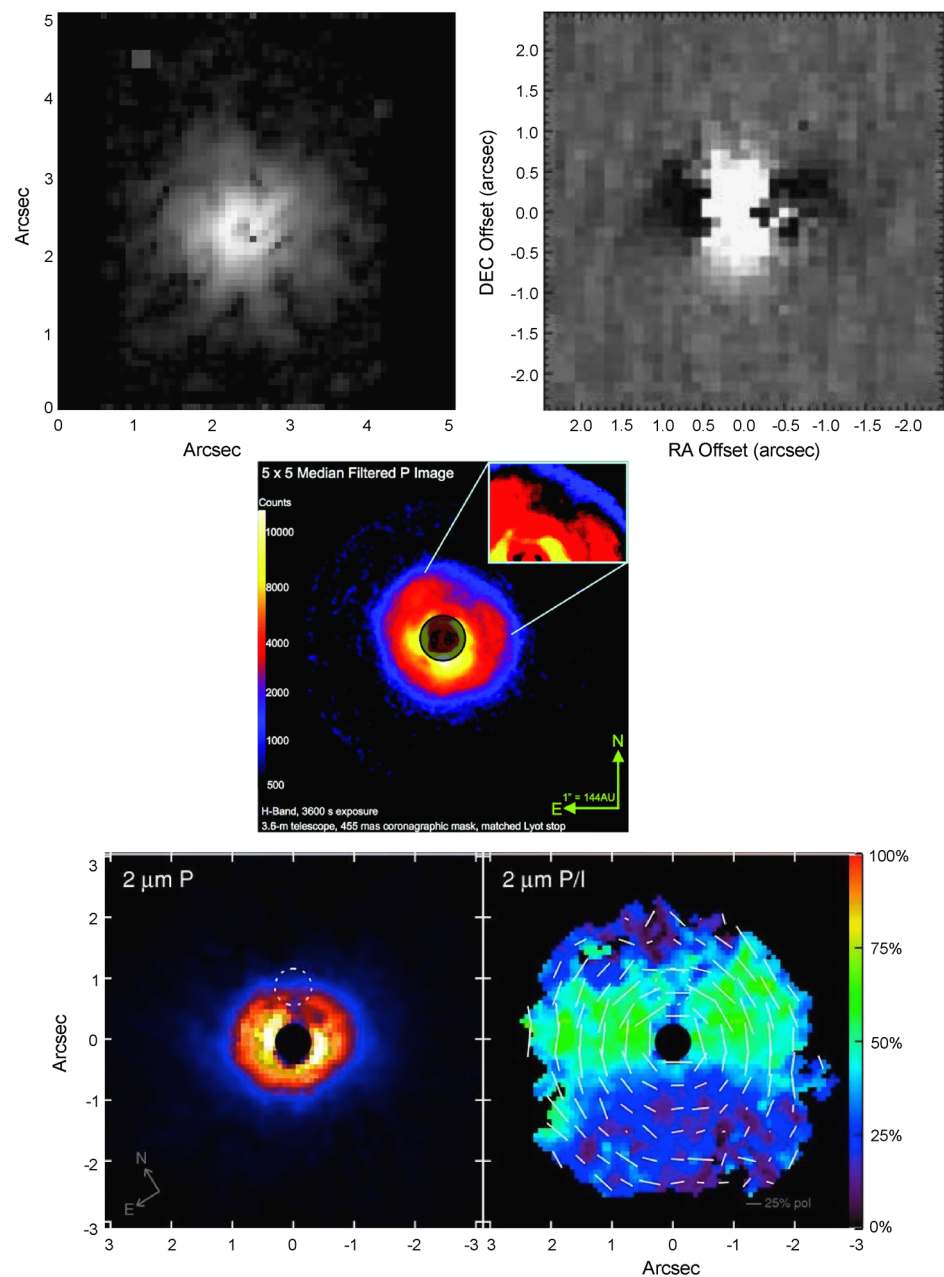 5
4
3
2
1
0
Arcsec
0 1 2 3 4 5
Arcsec
2.0
1.5
1.0
0.5
0.0
-0.5
-1.0
-1.5
-2.0
DEC Offset (arcsec)
2.0 1.5 1.0 0.5 0.0 -0.5 -1.0 -1.5 -2.0
RA Offset (arcsec)
5 x 5 Median Filtered P Image
Counts
10000
8000
4000
2000
1000
500
N
1" = 144AU
E
H-Band, 3600 s exposure
3.6-m telescope, 455 mas coronagraphic mask, matched Lyot stop
2 μm P
3
2
1
0
-1
-2
-3
Arcsec
N
E
3 2 1 0 -1 -2 -3
2 μm P/I
25% pol
2 1 0 -1 -2 -3
Arcsec
100%
75%
50%
25%
0%